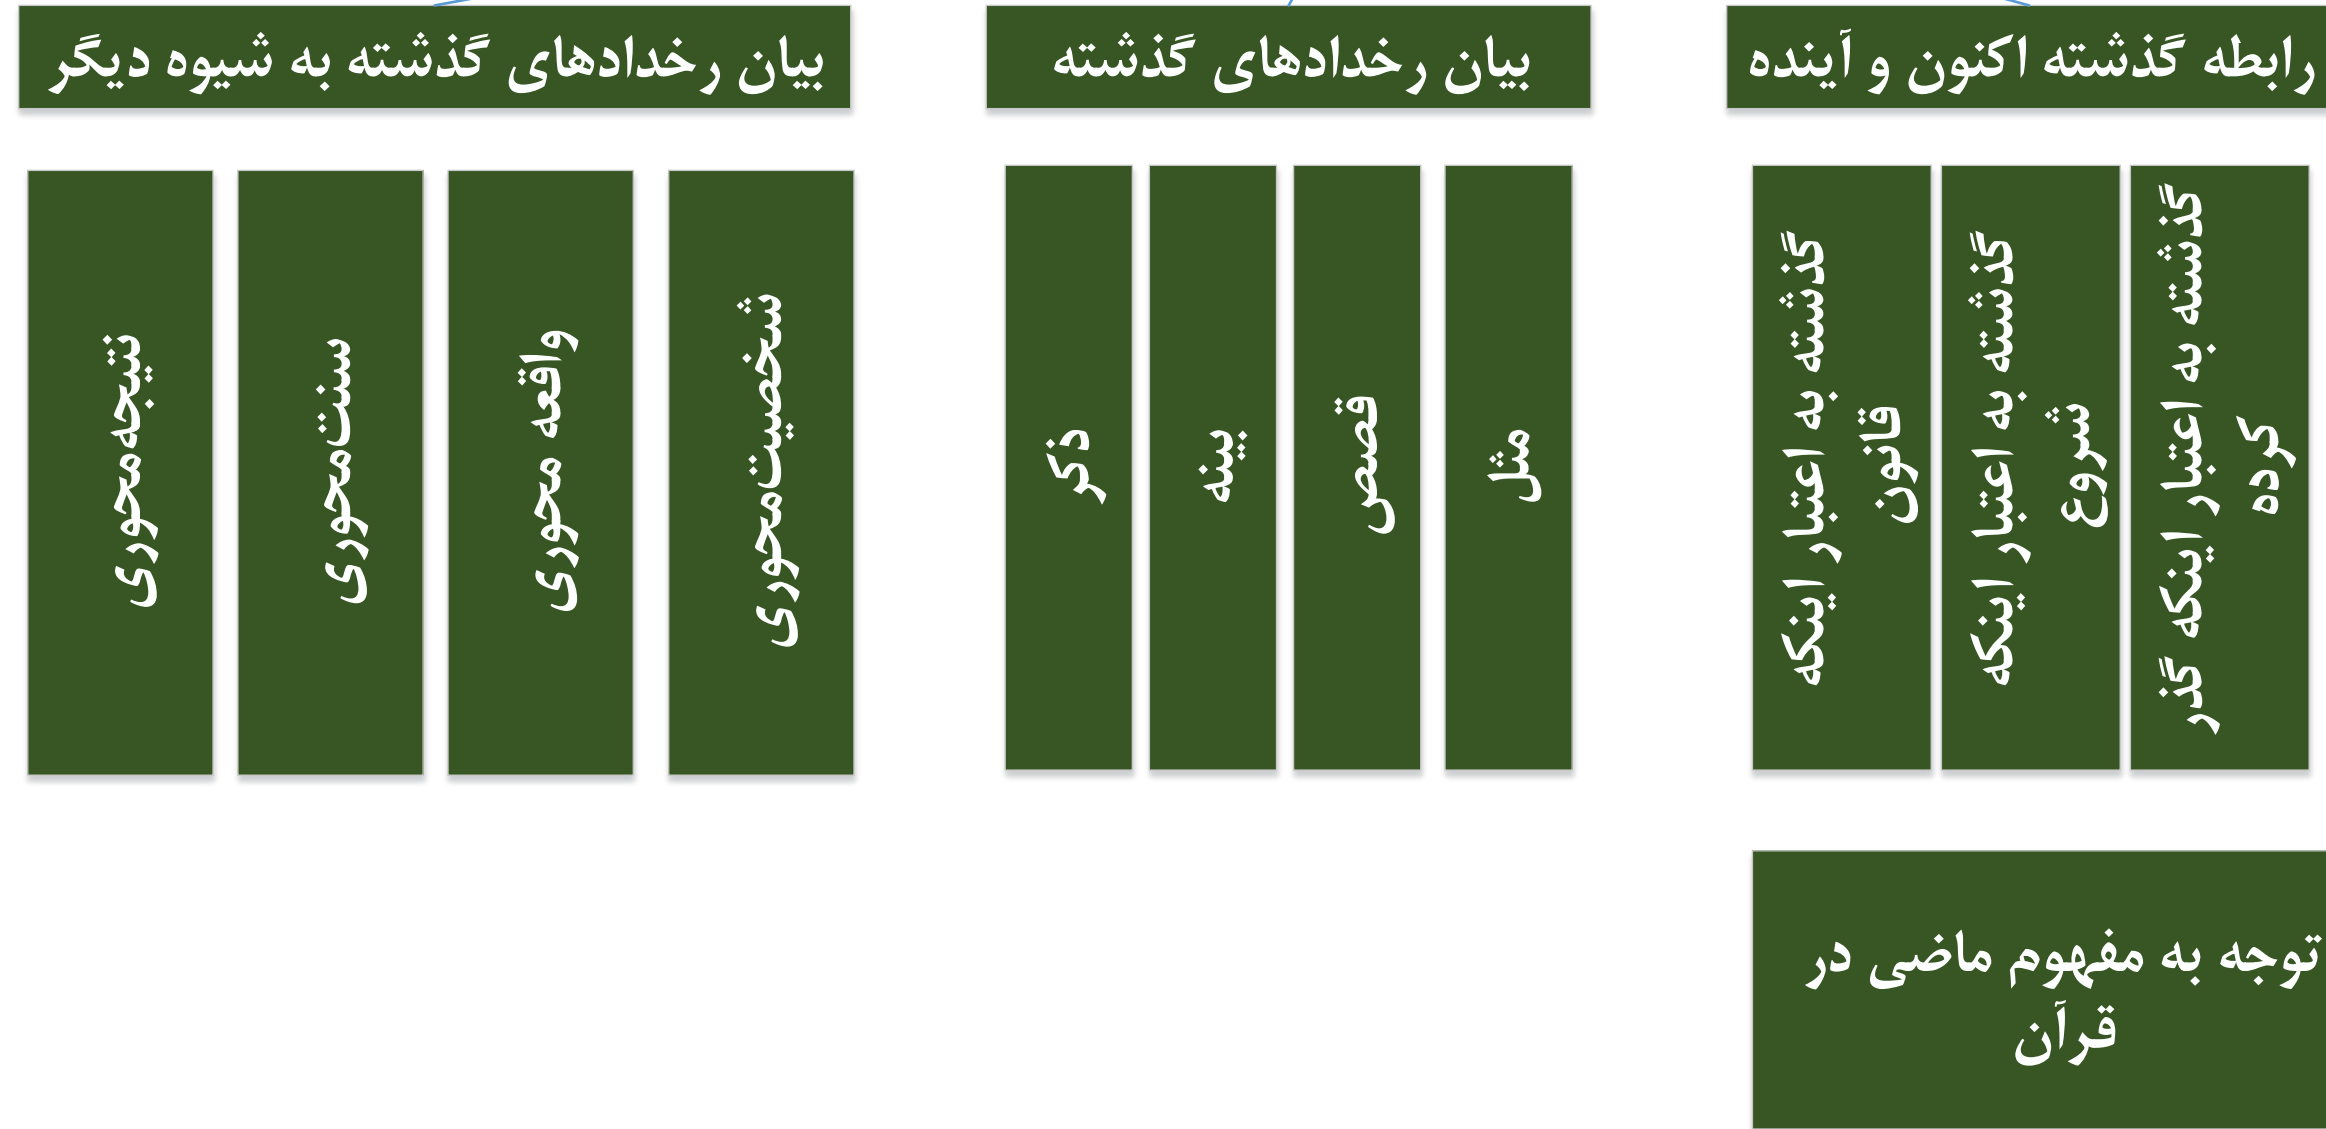 رابطه گذشته اکنون و آینده
بیان رخدادهای گذشته
بیان رخدادهای گذشته به شیوه دیگر
گذشته به اعتبار اینکه گذر
کرده
گذشته به اعتبار اینکه
شروع
گذشته به اعتبار اینکه
قانون
مثل
قصص
بینه
ذکر
شخصیت‌محوری
واقعه محوری
سنت‌محوری
نتیجه‌محوری
توجه به مفهوم ماضی در
قرآن